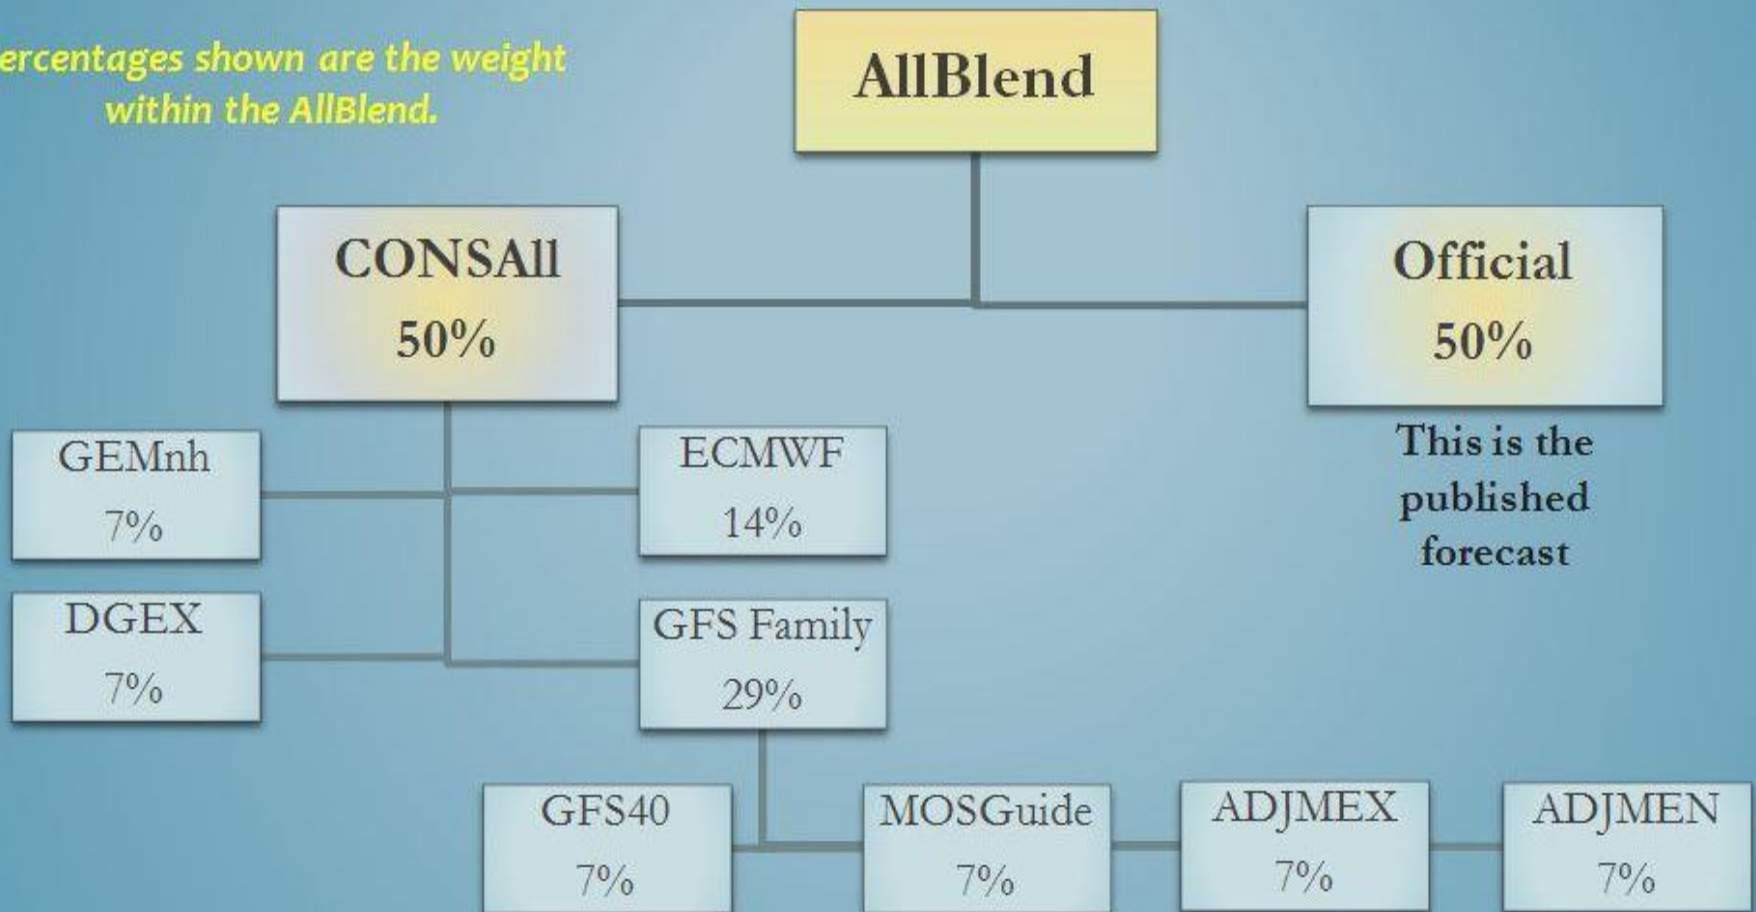 ercentages shown are the weight
within the AllBlend.
AllBlend
CONSAll
50%
Official
50%
This is the
published
forecast
GEMnh
7%
ECMWF
14%
DGEX
7%
GFS Family
29%
GFS40
7%
MOSGuide
7%
ADJMEX
7%
ADJMEN
7%